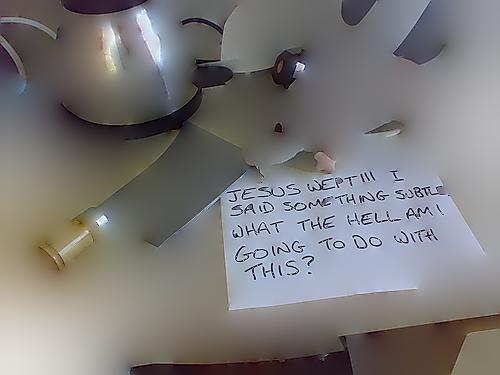 JESUS WEPT!!! I
SAID SOMETHING SUBTLE
WHAT THE HELL AM I
GOING TO DO WITH
THIS?